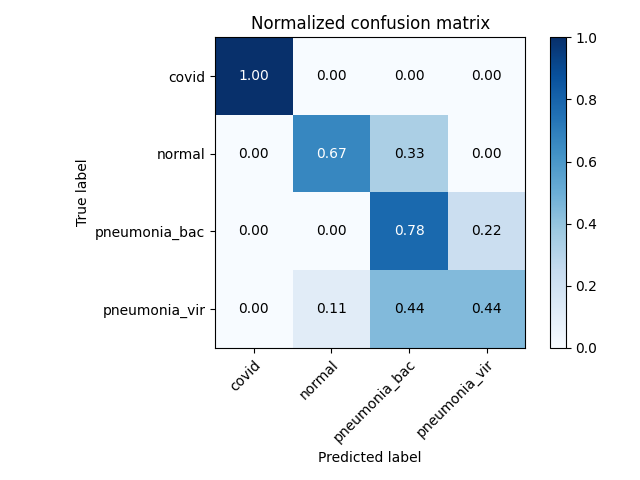 Normalized confusion matrix
True label
covid
1.00 0.00 0.00 0.00
normal
0.00 0.67 0.33 0.00
pneumonia_bac
0.00 0.00 0.78 0.22
pneumonia_vir
0.00 0.11 0.44 0.44
covid
normal
pneumonia_bac
pneumonia_vir
Predicted label
1.0
0.8
0.6
0.4
0.2
0.0